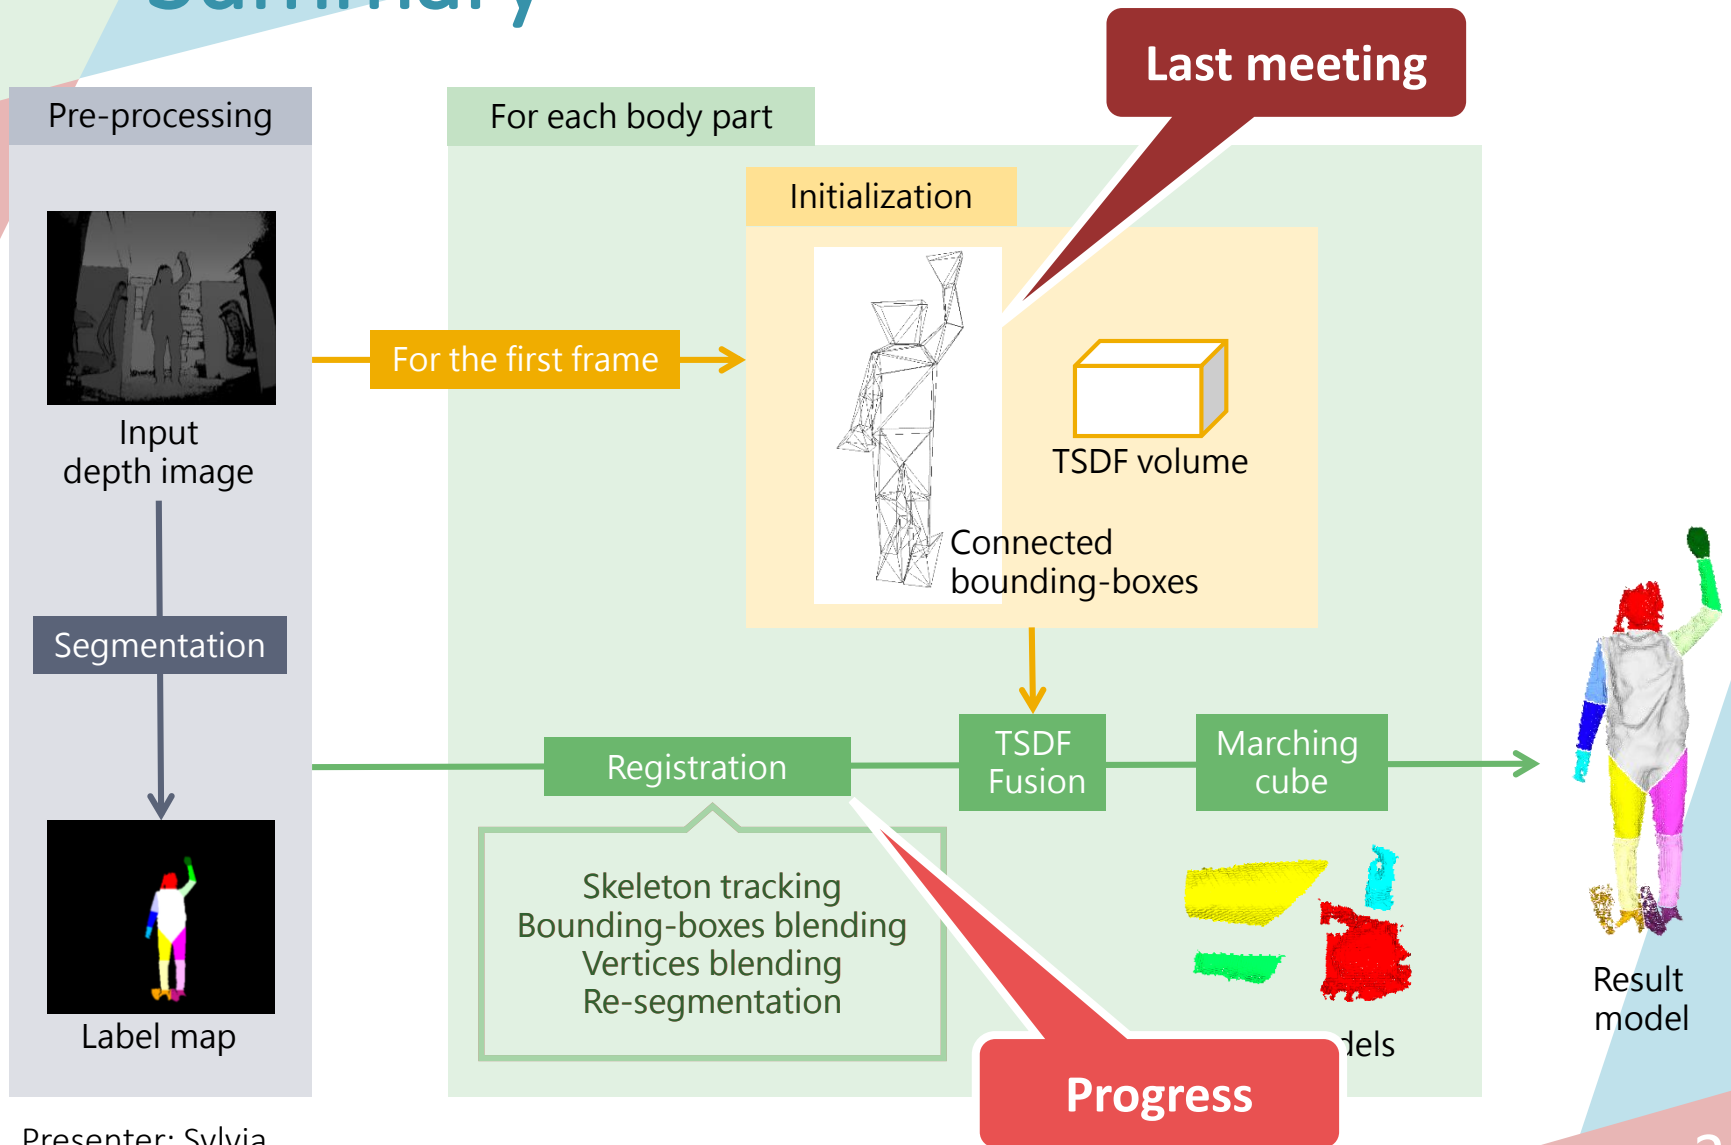 Summary
Last meeting
Pre-processing
For each body part
Initialization
For the first frame
Input
depth image
TSDF volume
Connected
bounding-boxes
Segmentation
Registration
TSDF
Fusion
Marching
cube
Skeleton tracking
Bounding-boxes blending
Vertices blending
Re-segmentation
Label map
Result
model
Progress
Presenter: Sylvia